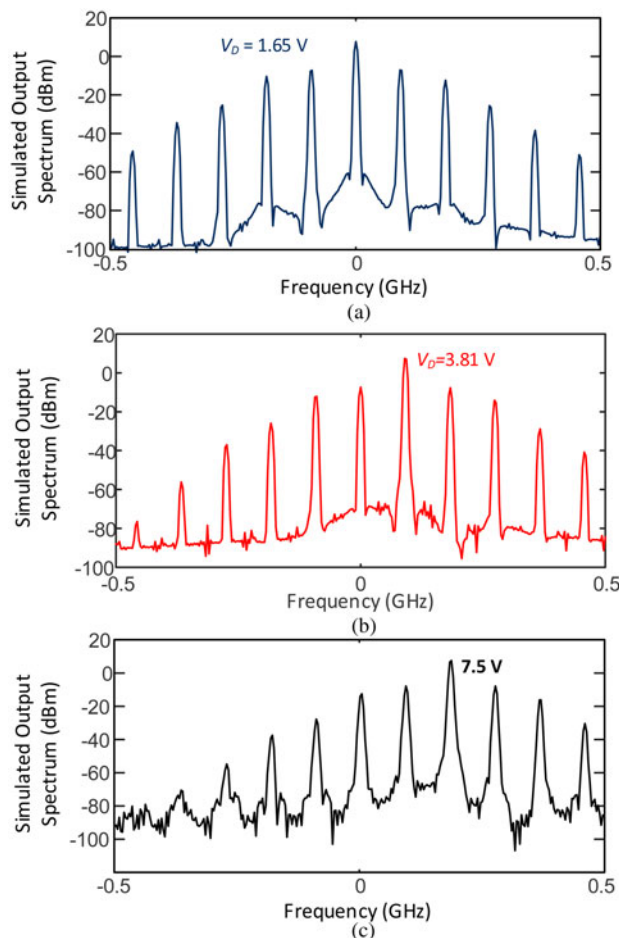 20
0
-20
-40
-60
-80
-100
Simulated Output
Spectrum (dBm)
V_D = 1.65 V
-0.5
0
0.5
Frequency (GHz)
(a)
20
0
-20
-40
-60
-80
-100
Simulated Output
Spectrum (dBm)
V_D=3.81 V
-0.5
0
0.5
Frequency (GHz)
(b)
20
0
-20
-40
-60
-80
-100
Simulated Output
Spectrum (dBm)
7.5 V
-0.5
0
0.5
Frequency (GHz)
(c)